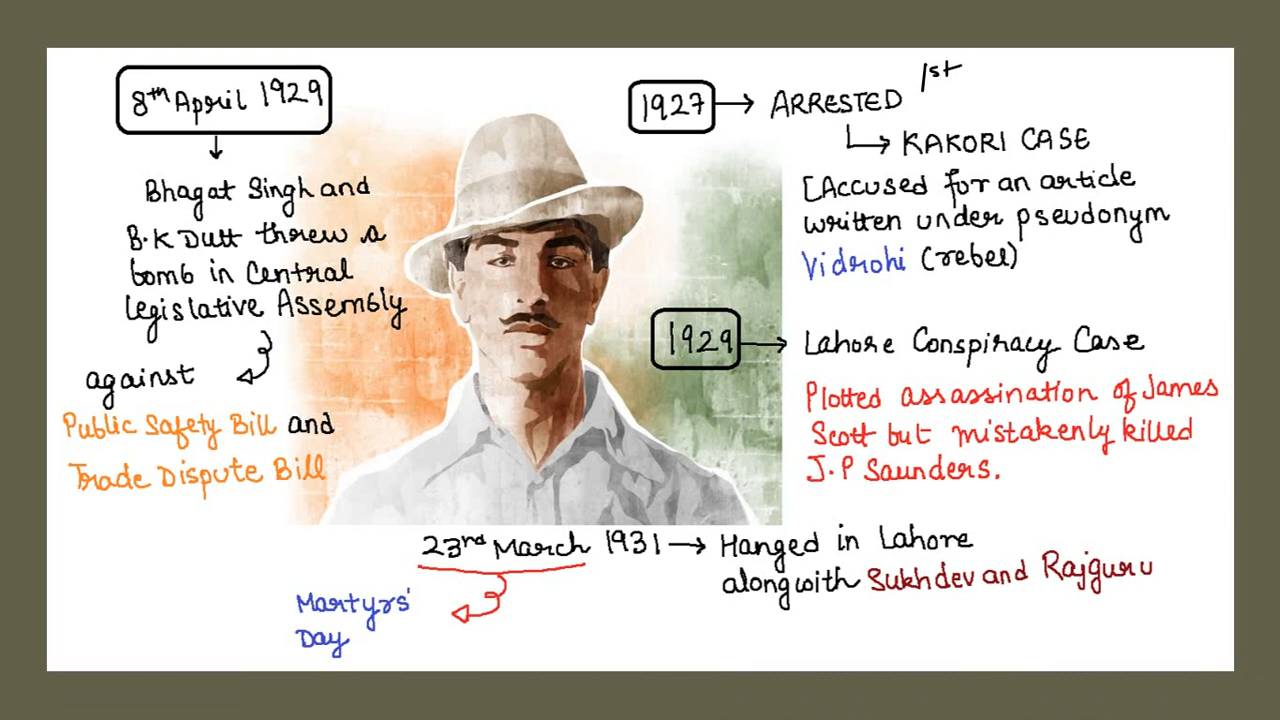 8th April 1929
Bhagat Singh and
B.K Dutt threw a
bomb in Central
legislative Assembly
against
Public Safety Bill and
Trade Dispute Bill
1927
1st
ARRESTED
KAKORI CASE
[Accused for an article
written under pseudonym
Vidrohi (rebel)
1929
Lahore Conspiracy Case
Plotted assassination of James
Scott but mistakenly killed
J.P Saunders.
23rd March 1931
Hanged in Lahore
along with Sukhdev and Rajguru
Martyrs'
Day